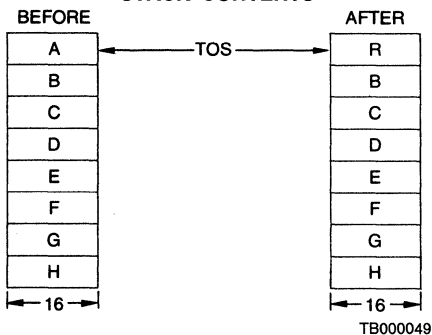 BEFORE AFTER
A TOS R
B B
C C
D D
E E
F F
G G
H H
16 16
TB000049